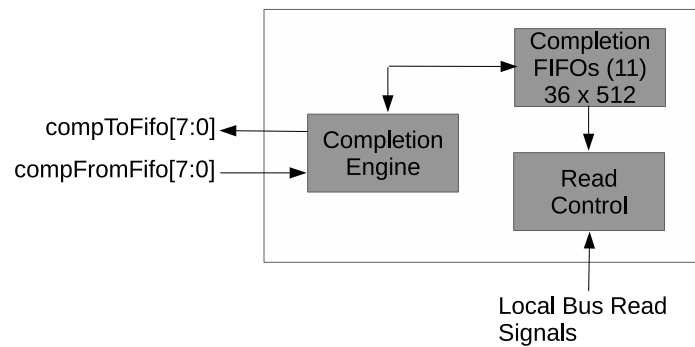 Completion
FIFOs (11)
36 x 512
compToFifo[7:0]
compFromFifo[7:0]
Completion
Engine
Read
Control
Local Bus Read
Signals